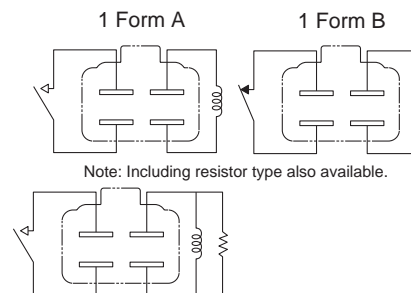 1 Form A
1 Form B
Note: Including resistor type also available.